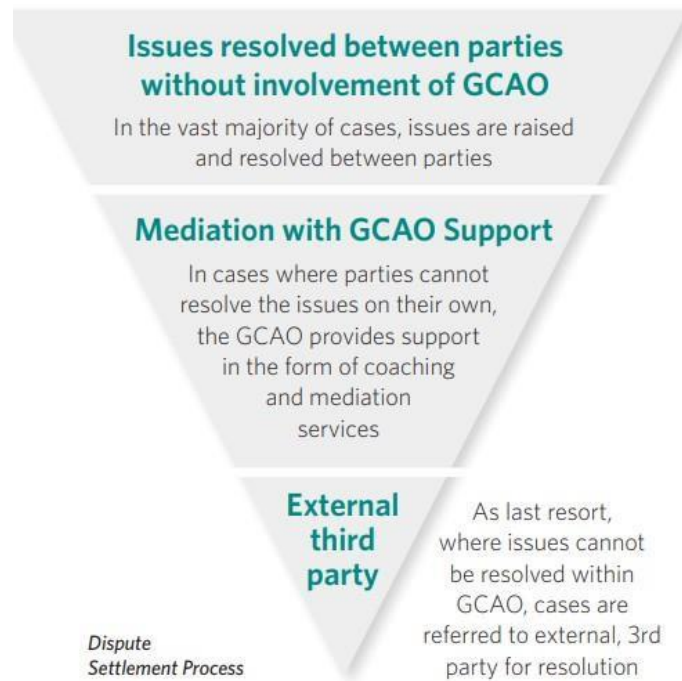 Issues resolved between parties
without involvement of GCAO
In the vast majority of cases, issues are raised
and resolved between parties
Mediation with GCAO Support
In cases where parties cannot
resolve the issues on their own,
the GCAO provides support
in the form of coaching
and mediation
services
External
third
party
As last resort,
where issues cannot
be resolved within
GCAO, cases are
referred to external, 3rd
party for resolution
Dispute
Settlement Process